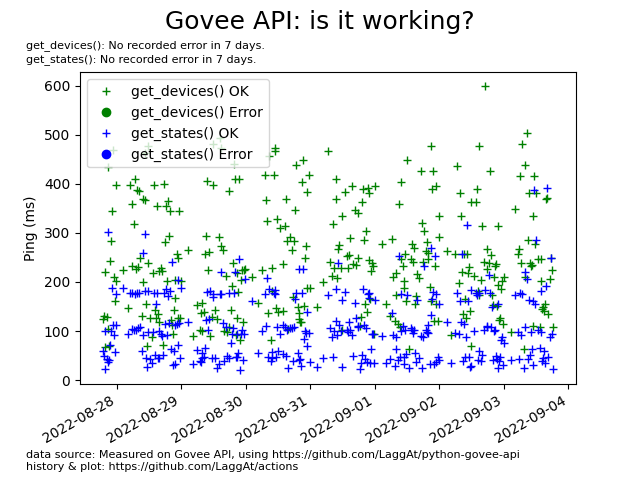 Govee API: is it working?
get_devices(): No recorded error in 7 days.
get_states(): No recorded error in 7 days.
get_devices() OK
get_devices() Error
get_states() OK
get_states() Error
Ping (ms)
600
500
400
300
200
100
0
2022-08-28
2022-08-29
2022-08-30
2022-08-31
2022-09-01
2022-09-02
2022-09-03
2022-09-04
data source: Measured on Govee API, using https://github.com/LaggAt/python-govee-api
history & plot: https://github.com/LaggAt/actions